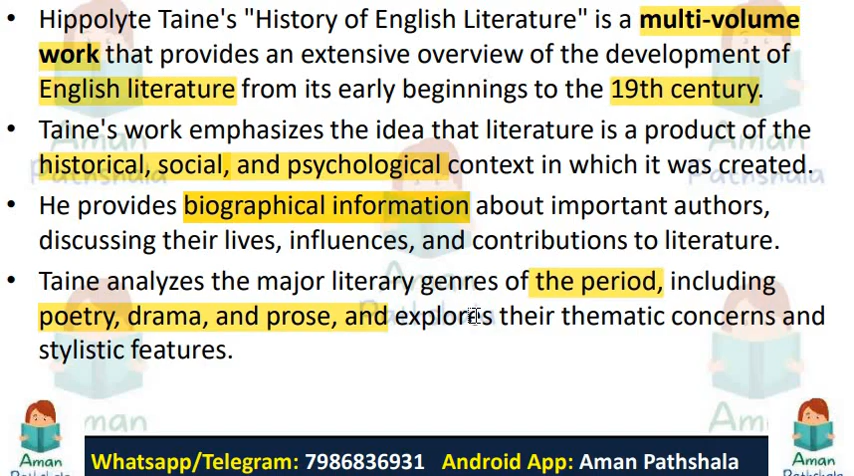 • Hippolyte Taine's "History of English Literature" is a multi-volume
work that provides an extensive overview of the development of
English literature from its early beginnings to the 19th century.
• Taine's work emphasizes the idea that literature is a product of the
historical, social, and psychological context in which it was created.
• He provides biographical information about important authors,
discussing their lives, influences, and contributions to literature.
• Taine analyzes the major literary genres of the period, including
poetry, drama, and prose, and explores their thematic concerns and
stylistic features.
Aman
Pathshala
Whatsapp/Telegram: 7986836931 Android App: Aman Pathshala
Aman
Pathshala